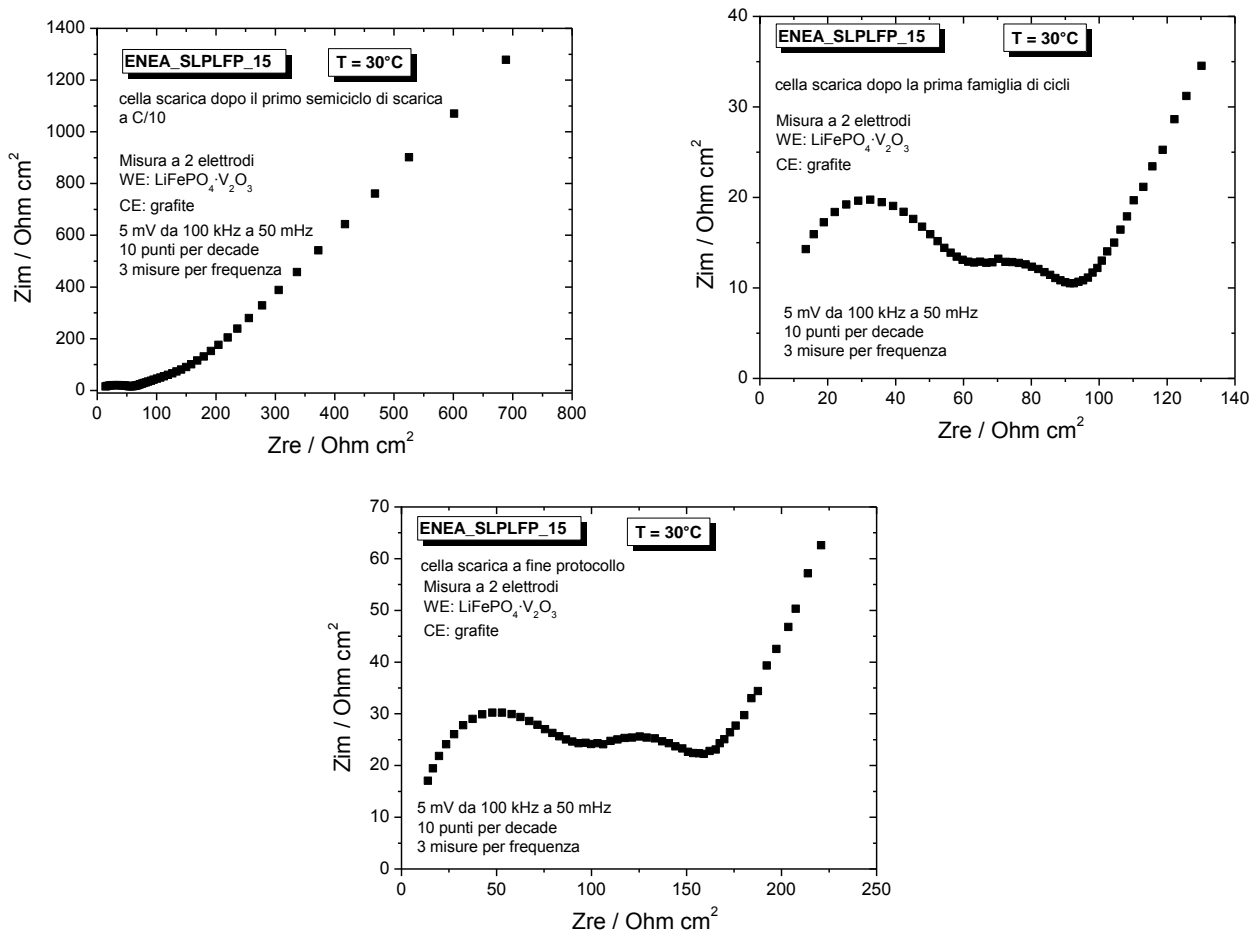 ENEA_SLPLFP_15
T = 30°C
cella scarica dopo il primo semiciclo di scarica
a C/10
Misura a 2 elettrodi
WE: LiFePO₄·V₂O₃
CE: grafite
5 mV da 100 kHz a 50 mHz
10 punti per decade
3 misure per frequenza
Zim / Ohm cm²
1400
1200
1000
800
600
400
200
0
0 100 200 300 400 500 600 700 800
Zre / Ohm cm²
ENEA_SLPLFP_15
T = 30°C
cella scarica dopo la prima famiglia di cicli
Misura a 2 elettrodi
WE: LiFePO₄·V₂O₃
CE: grafite
5 mV da 100 kHz a 50 mHz
10 punti per decade
3 misure per frequenza
Zim / Ohm cm²
40
30
20
10
0
0 20 40 60 80 100 120 140
Zre / Ohm cm²
ENEA_SLPLFP_15
T = 30°C
cella scarica a fine protocollo
Misura a 2 elettrodi
WE: LiFePO₄·V₂O₃
CE: grafite
5 mV da 100 kHz a 50 mHz
10 punti per decade
3 misure per frequenza
Zim / Ohm cm²
70
60
50
40
30
20
10
0
0 50 100 150 200 250
Zre / Ohm cm²